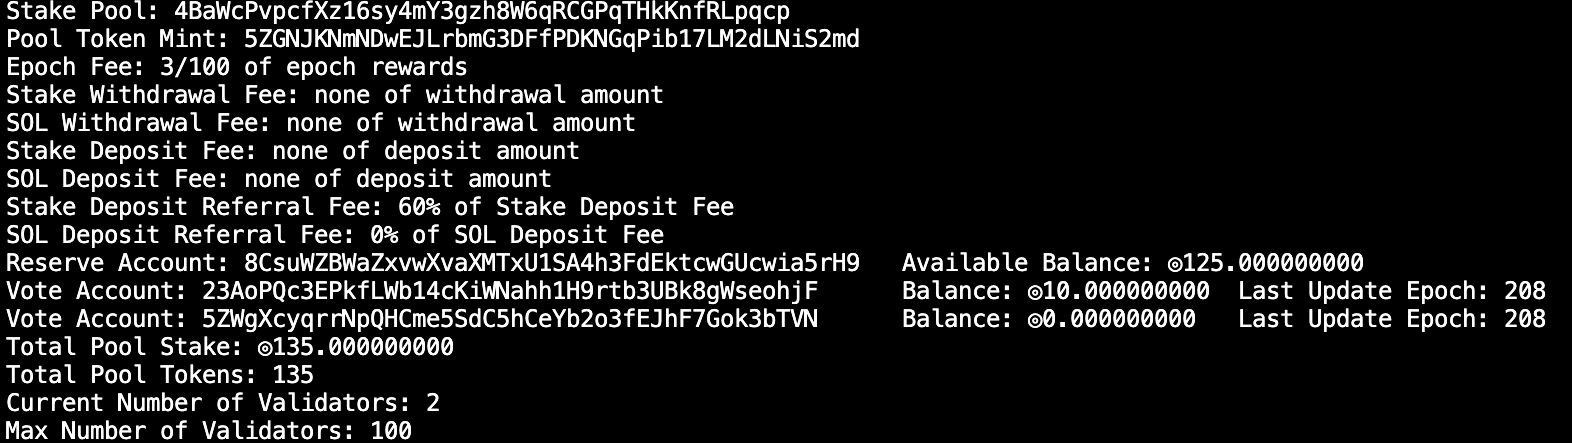 Stake Pool: 4BaWcPvpcfXz16sy4mY3gzh8W6qRCGPqTHkKnfRLpqcp
Pool Token Mint: 5ZGNJKNmNDwEJLrbmG3DFfPDKNGqPib17LM2dLNiS2md
Epoch Fee: 3/100 of epoch rewards
Stake Withdrawal Fee: none of withdrawal amount
SOL Withdrawal Fee: none of withdrawal amount
Stake Deposit Fee: none of deposit amount
SOL Deposit Fee: none of deposit amount
Stake Deposit Referral Fee: 60% of Stake Deposit Fee
SOL Deposit Referral Fee: 0% of SOL Deposit Fee
Reserve Account: 8CsuWZBWaZxvwXvaXMTxU1SA4h3FdEktcwGUcwia5rH9   Available Balance: ◎125.000000000
Vote Account: 23AoPQc3EPkfLWb14cKiWNahh1H9rtb3UBk8gWseohjF      Balance: ◎10.000000000  Last Update Epoch: 208
Vote Account: 5ZWgXcyqrrNpQHCme5SdC5hCeYb2o3fEJhF7Gok3bTVN      Balance: ◎0.000000000   Last Update Epoch: 208
Total Pool Stake: ◎135.000000000
Total Pool Tokens: 135
Current Number of Validators: 2
Max Number of Validators: 100